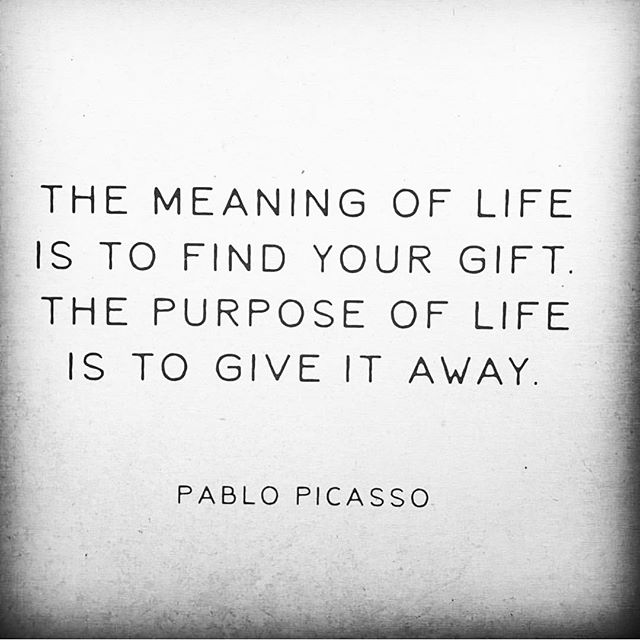 THE MEANING OF LIFE
IS TO FIND YOUR GIFT.
THE PURPOSE OF LIFE
IS TO GIVE IT AWAY.
PABLO PICASSO